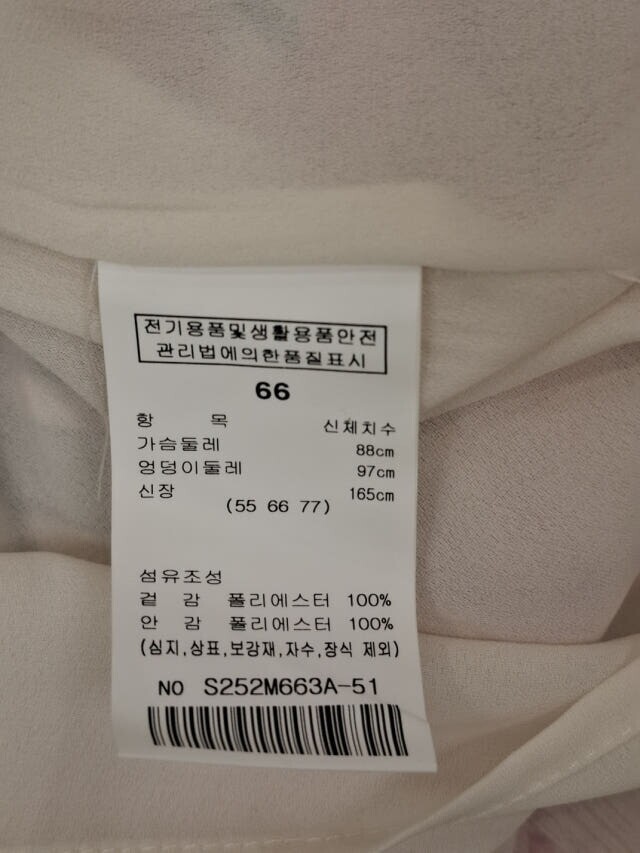 전기용품및생활용품안전
관리법에의한품질표시
66
항 목 신체치수
가슴둘레 88cm
엉덩이둘레 97cm
신장 165cm
(55 66 77)
섬유조성
겉 감 폴리에스터 100%
안 감 폴리에스터 100%
(심지,상표,보강재,자수,장식 제외)
NO S252M663A-51